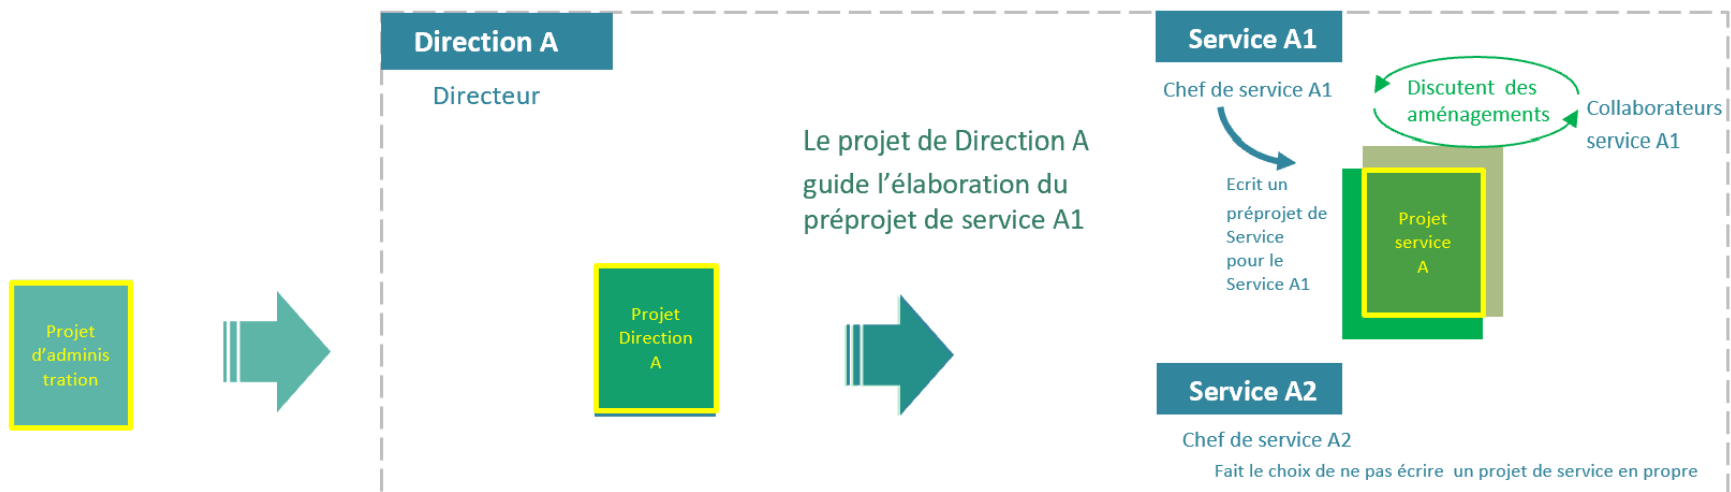 Projet
d'adminis
tration
Direction A
Directeur
Projet
Direction
A
Le projet de Direction A
guide l'élaboration du
préprojet de service A1
Service A1
Chef de service A1
Discutent des
aménagements
Collaborateurs
service A1
Ecrit un
préprojet de
Service
pour le
Service A1
Projet
service
A
Service A2
Chef de service A2
Fait le choix de ne pas écrire un projet de service en propre